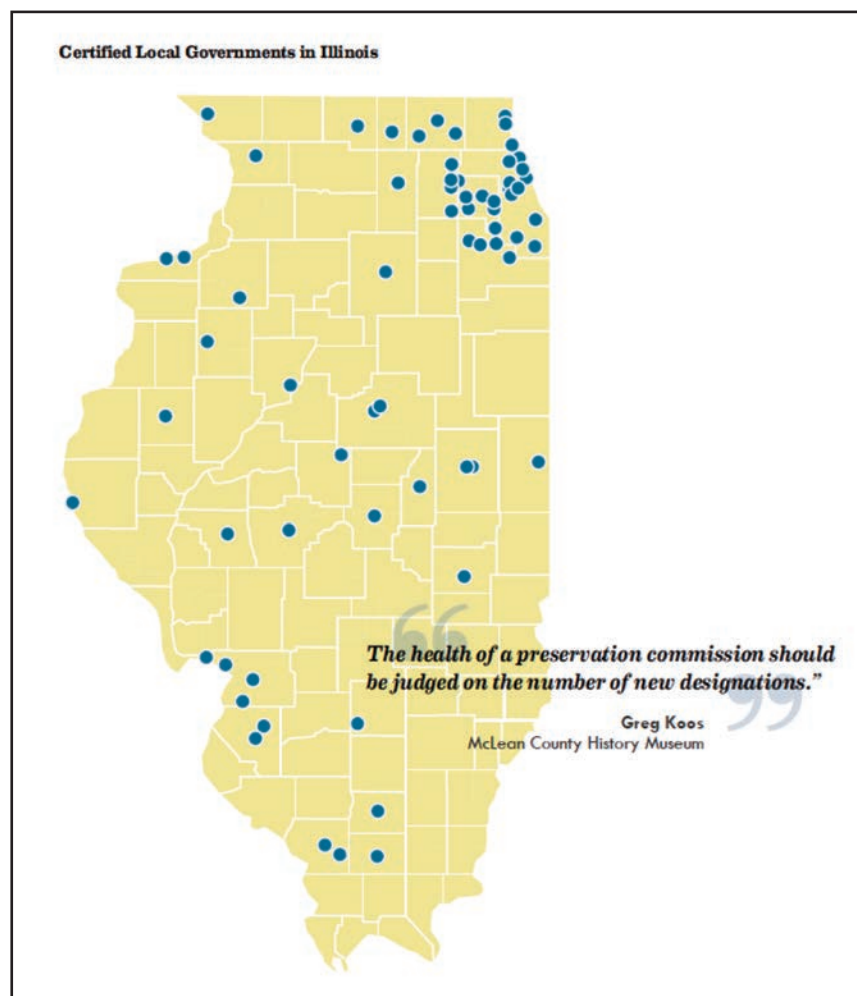 Certified Local Governments in Illinois
“
The health of a preservation commission should
be judged on the number of new designations.”
”
Greg Koos
McLean County History Museum